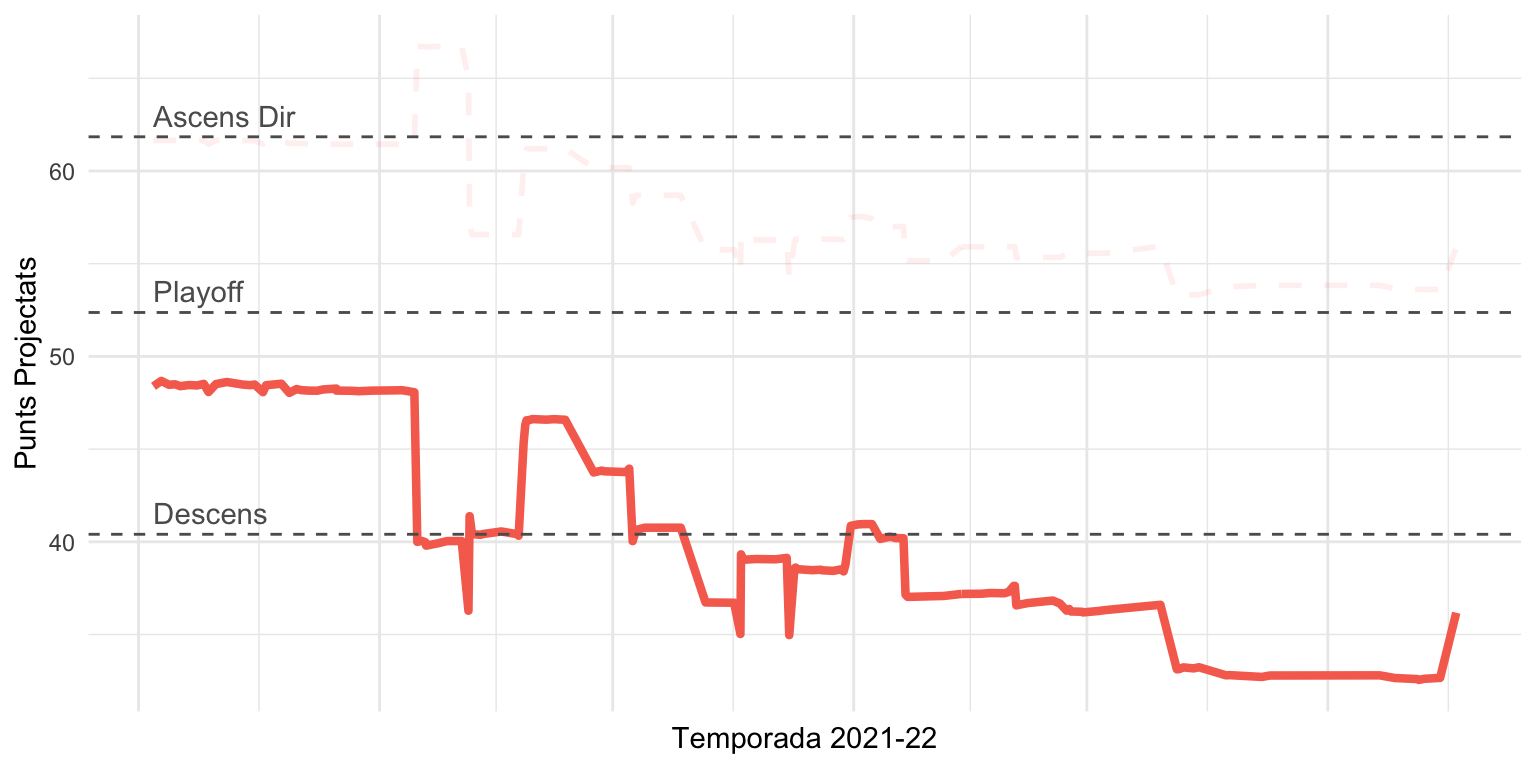 Ascens Dir
60
Playoff
50
Descens
40
Punts Projectats
Temporada 2021-22